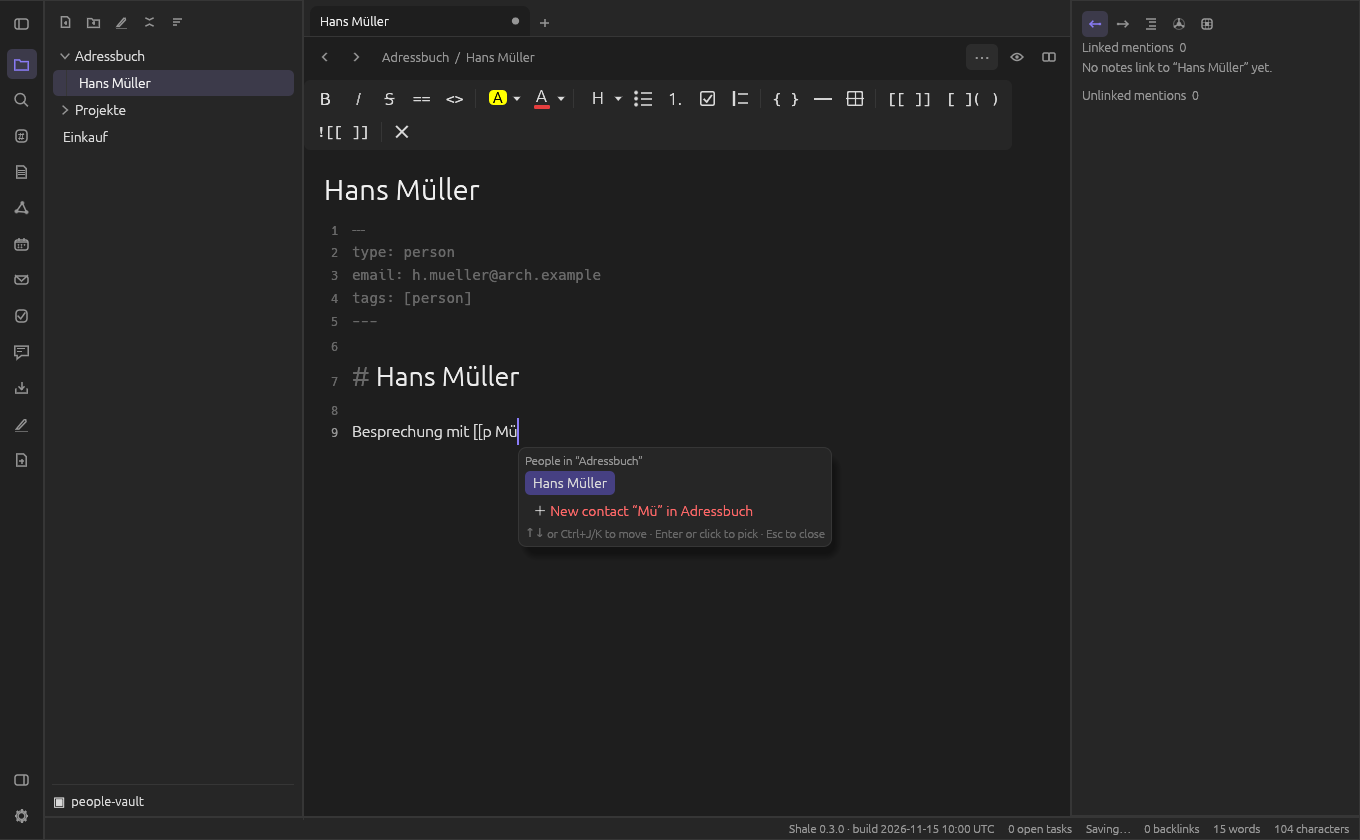 Hans Müller
Adressbuch
Hans Müller
Projekte
Einkauf
people-vault
Adressbuch / Hans Müller
B I S == <> A A H 1. { } — [[ ]] [ ]( )
![[ ]]
Hans Müller
1 ---
2 type: person
3 email: h.mueller@arch.example
4 tags: [person]
5 ---
6
7 # Hans Müller
8
9 Besprechung mit [[p Mü
People in “Adressbuch”
Hans Müller
+ New contact “Mü” in Adressbuch
↑↓ or Ctrl+J/K to move · Enter or click to pick · Esc to close
Linked mentions 0
No notes link to “Hans Müller” yet.
Unlinked mentions 0
Shale 0.3.0 · build 2026-11-15 10:00 UTC 0 open tasks Saving… 0 backlinks 15 words 104 characters